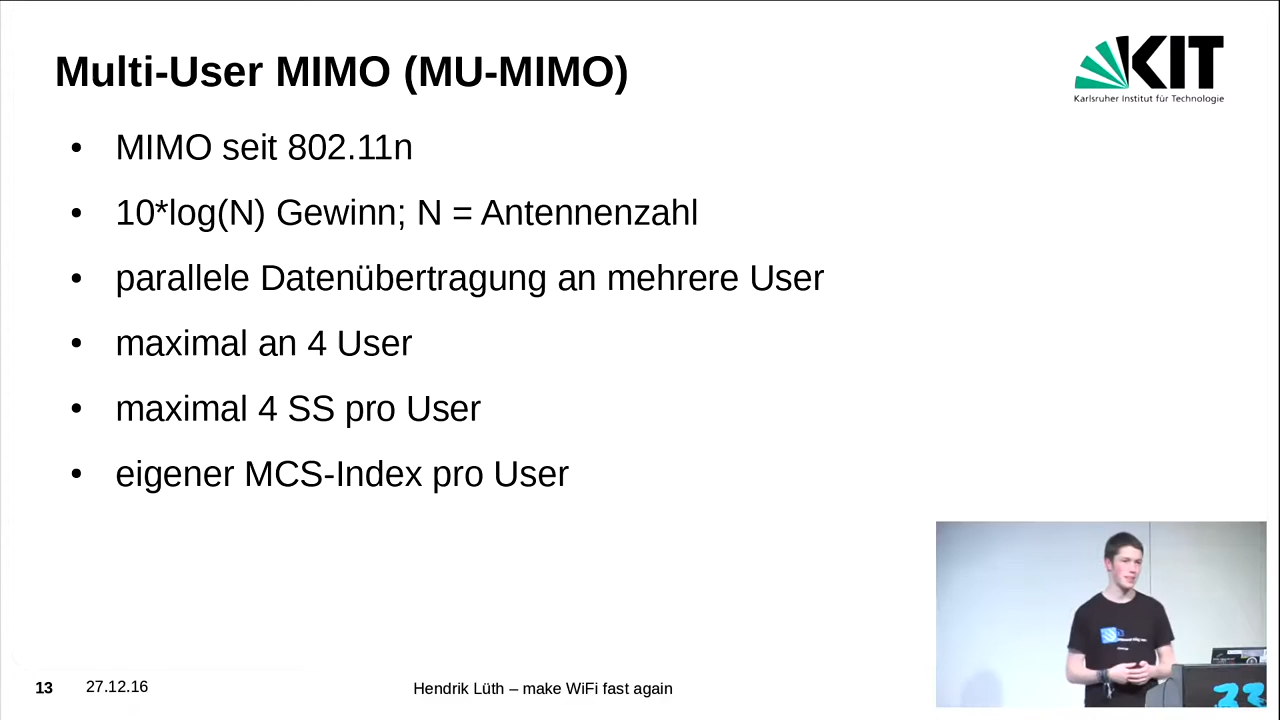 Multi-User MIMO (MU-MIMO)
KIT
Karlsruher Institut für Technologie
• MIMO seit 802.11n
• 10*log(N) Gewinn; N = Antennenzahl
• parallele Datenübertragung an mehrere User
• maximal an 4 User
• maximal 4 SS pro User
• eigener MCS-Index pro User
13
27.12.16
Hendrik Lüth – make WiFi fast again
33